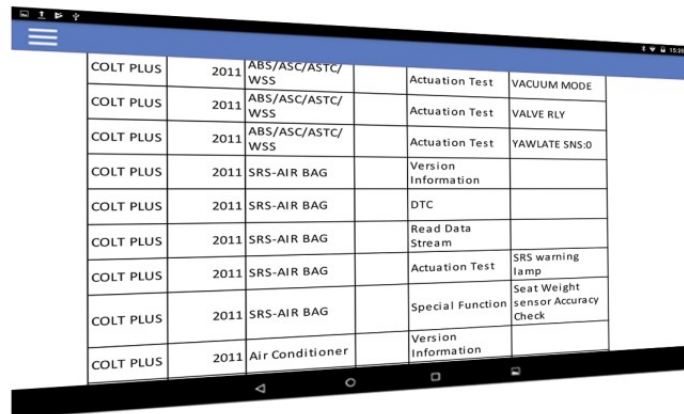 15:39
COLT PLUS 2011 ABS/ASC/ASTC/
WSS Actuation Test VACUUM MODE
COLT PLUS 2011 ABS/ASC/ASTC/
WSS Actuation Test VALVE RLY
COLT PLUS 2011 ABS/ASC/ASTC/
WSS Actuation Test YAWLATE SNS:0
COLT PLUS 2011 SRS-AIR BAG Version
Information
COLT PLUS 2011 SRS-AIR BAG DTC
COLT PLUS 2011 SRS-AIR BAG Read Data
Stream
COLT PLUS 2011 SRS-AIR BAG Actuation Test SRS warning
lamp
COLT PLUS 2011 SRS-AIR BAG Special Function Seat Weight
sensor Accuracy
Check
COLT PLUS 2011 Air Conditioner Version
Information